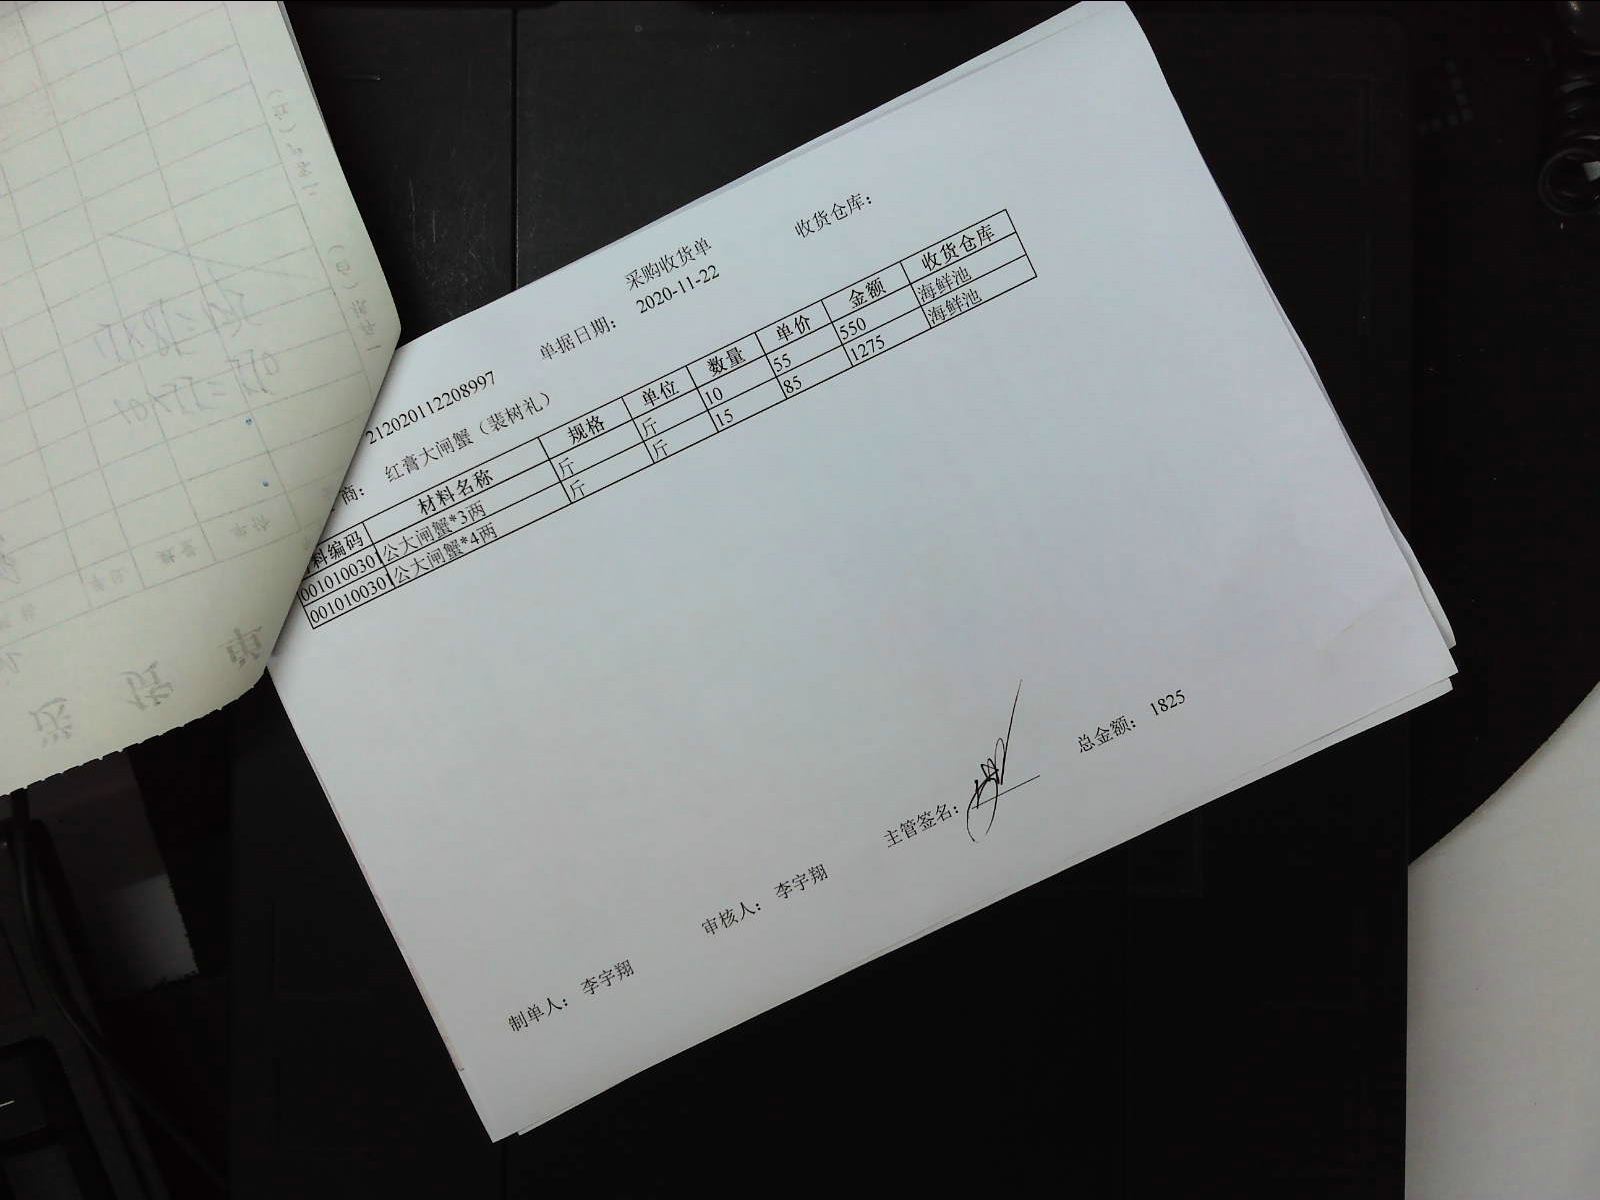 采购收货单
212020112208997 单据日期: 2020-11-22 收货仓库:
商: 红膏大闸蟹（裴树礼）
料编码 材料名称 规格 单位 数量 单价 金额 收货仓库
001010030 公大闸蟹*3两 斤 斤 10 55 550 海鲜池
001010030 公大闸蟹*4两 斤 斤 15 85 1275 海鲜池
制单人: 李宇翔 审核人: 李宇翔 主管签名: 总金额: 1825
送货单